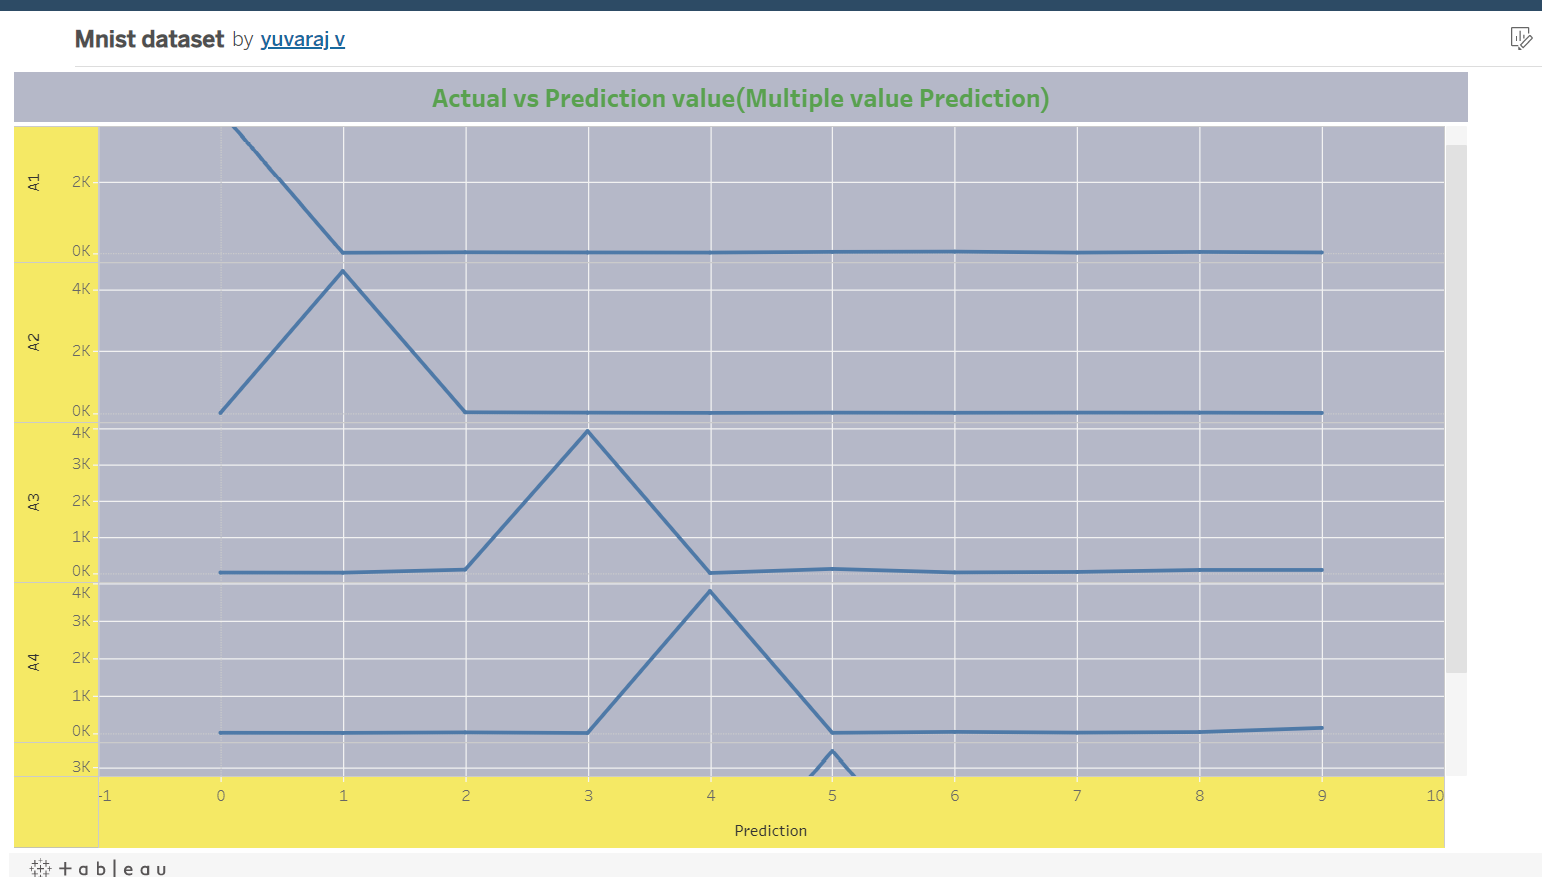 Mnist dataset by yuvaraj v
Actual vs Prediction value(Multiple value Prediction)
A1
2K
0K
A2
4K
2K
0K
A3
4K
3K
2K
1K
0K
A4
4K
3K
2K
1K
0K
3K
-1 0 1 2 3 4 5 6 7 8 9 10
Prediction
+ a b l e a u